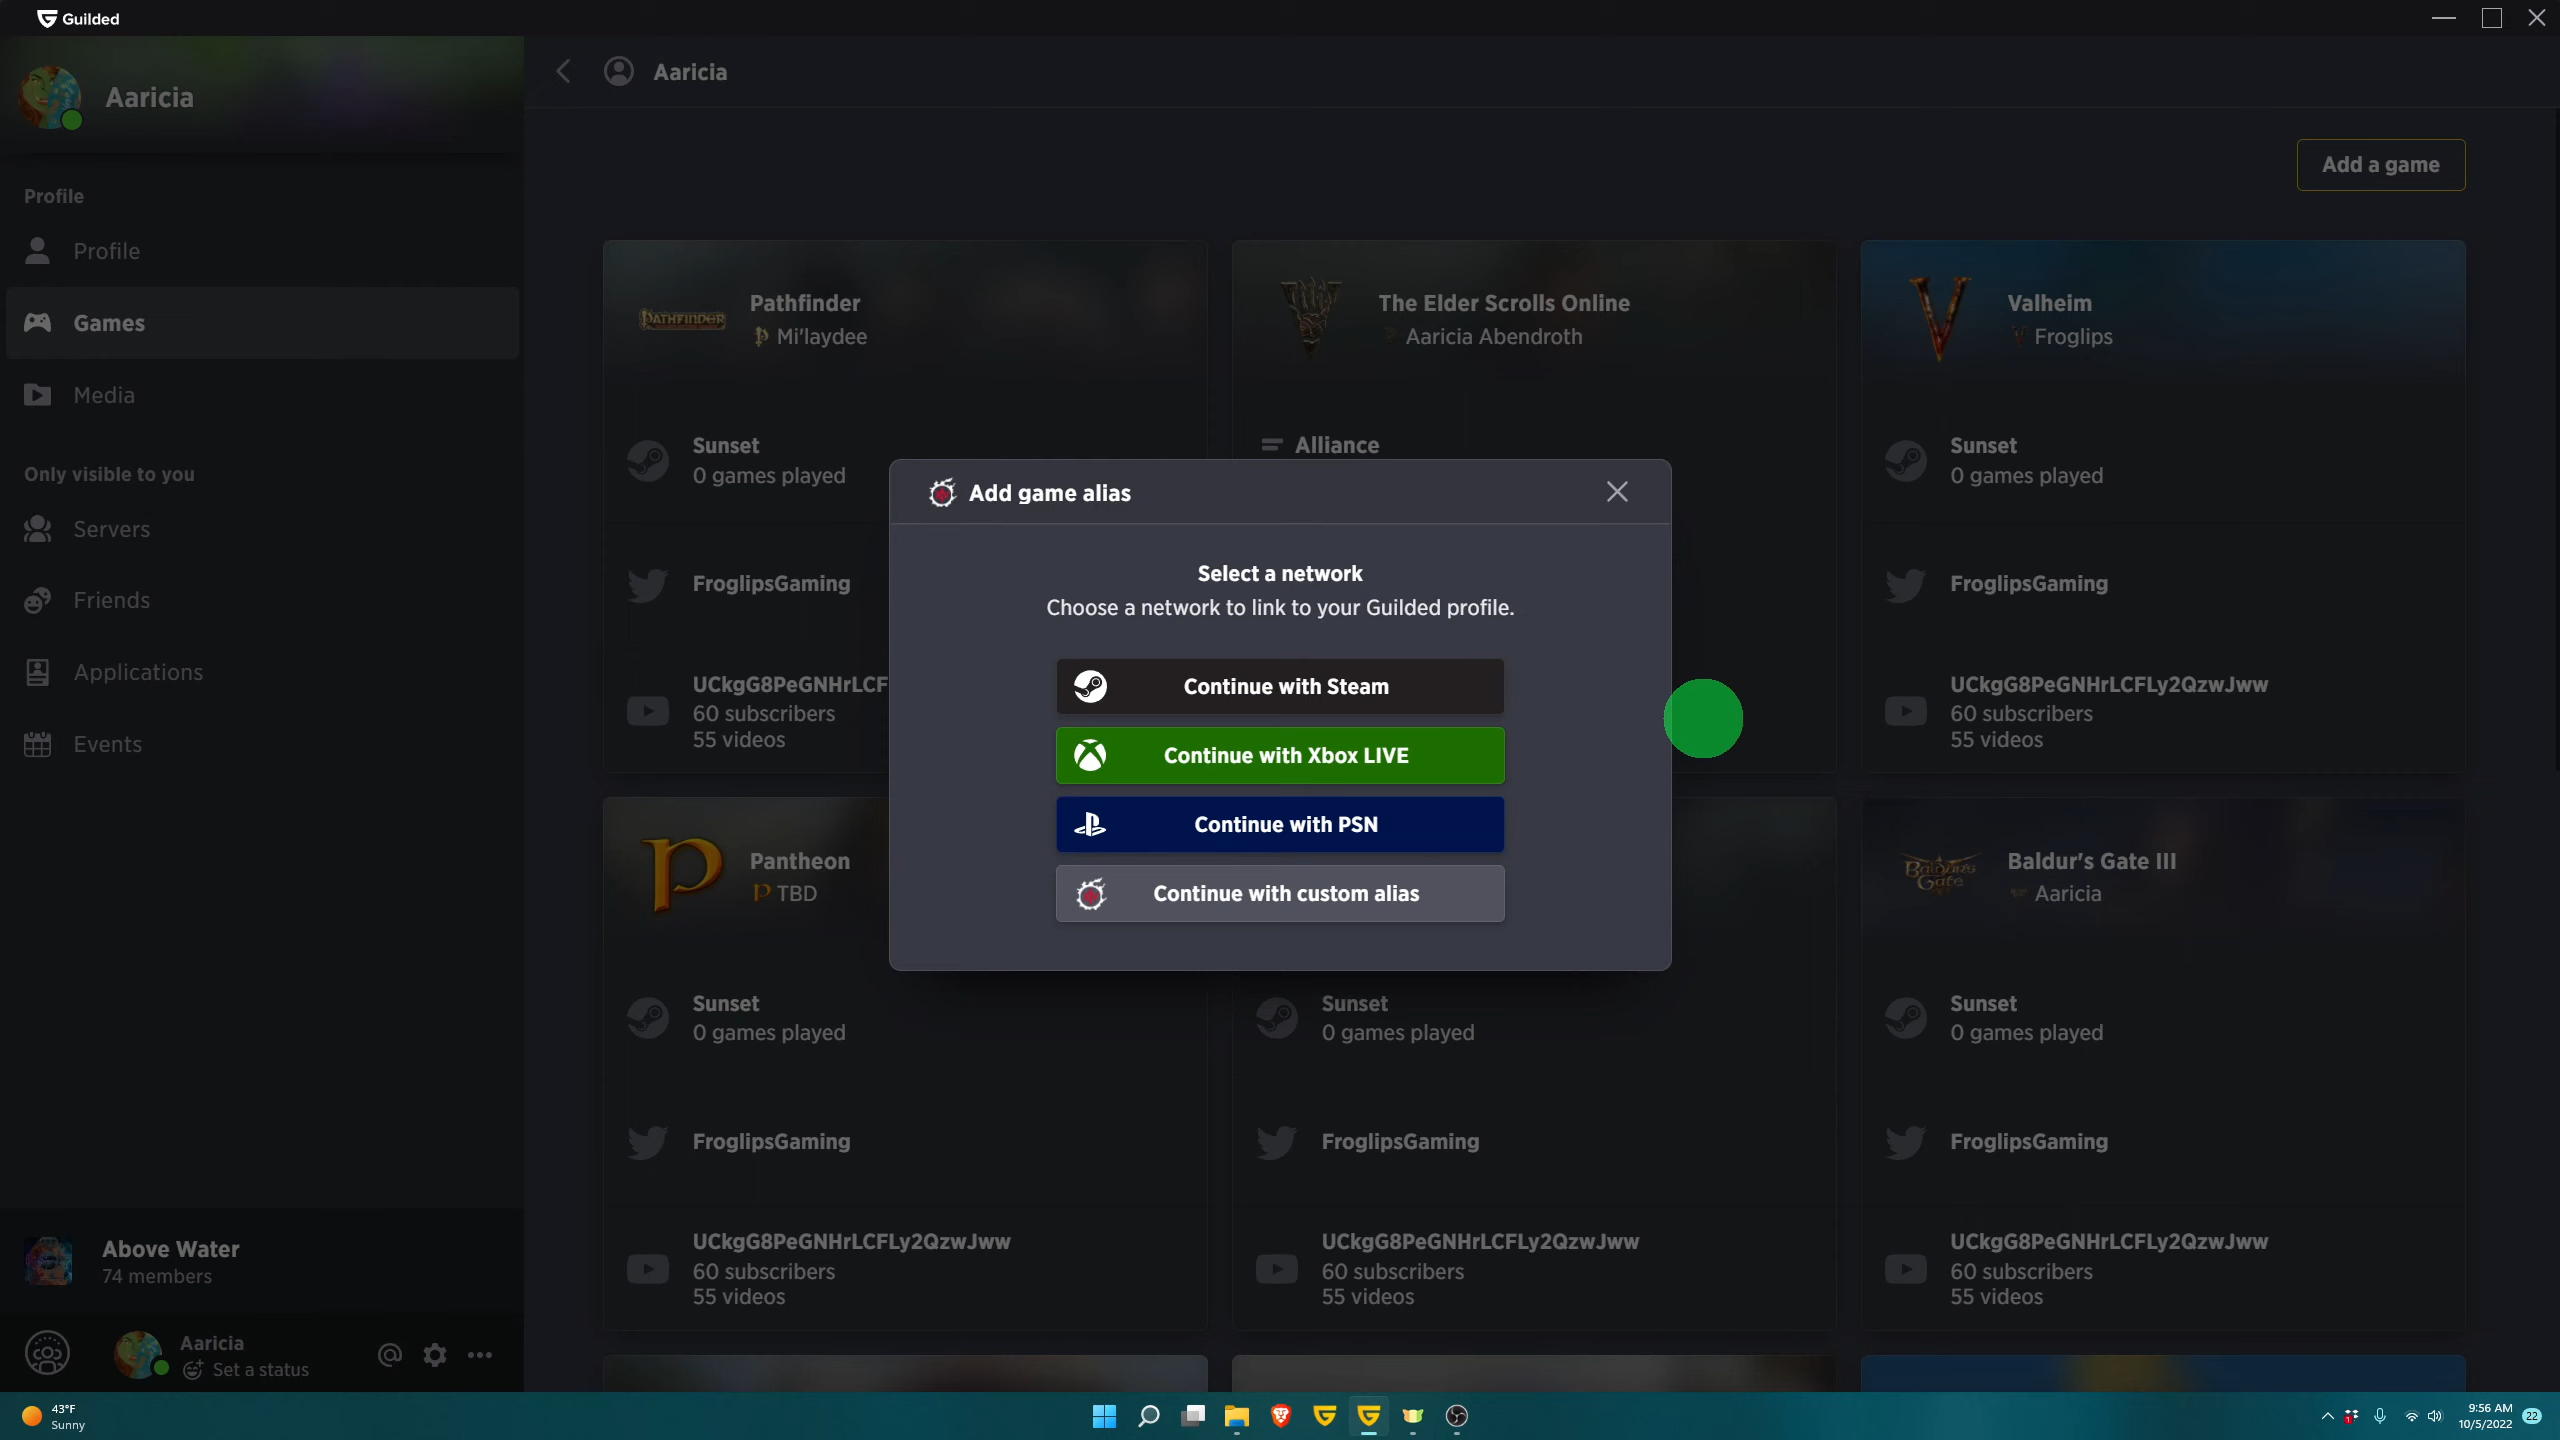 Guilded
Aaricia
Aaricia
Add a game
Profile
Profile
Games
Media
Only visible to you
Servers
Friends
Applications
Events
Pathfinder
PATHFINDER
Mi'laydee
Sunset
0 games played
FroglipsGaming
UCkgG8PeGNHrLCF
60 subscribers
55 videos
The Elder Scrolls Online
Aaricia Abendroth
Alliance
Valheim
Froglips
Sunset
0 games played
FroglipsGaming
UCkgG8PeGNHrLCFLy2QzwJww
60 subscribers
55 videos
Add game alias
Select a network
Choose a network to link to your Guilded profile.
Continue with Steam
Continue with Xbox LIVE
Continue with PSN
Continue with custom alias
Pantheon
TBD
Sunset
0 games played
FroglipsGaming
UCkgG8PeGNHrLCFLy2QzwJww
60 subscribers
55 videos
Sunset
0 games played
FroglipsGaming
UCkgG8PeGNHrLCFLy2QzwJww
60 subscribers
55 videos
Baldur's Gate
Baldur's Gate III
Aaricia
Sunset
0 games played
FroglipsGaming
UCkgG8PeGNHrLCFLy2QzwJww
60 subscribers
55 videos
Above Water
74 members
Aaricia
Set a status
43°F
Sunny
9:56 AM
10/5/2022
22